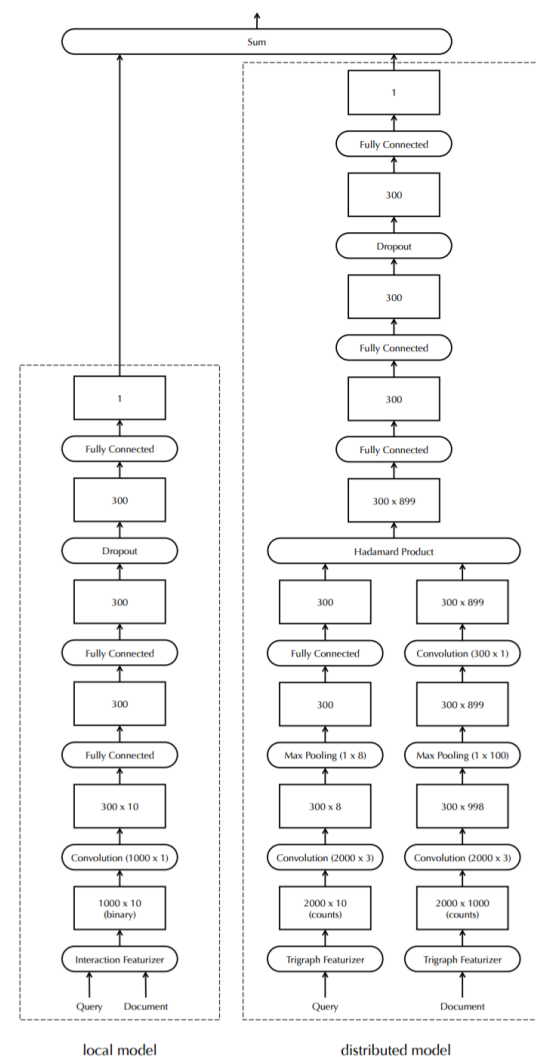 Sum
1
Fully Connected
300
Dropout
300
Fully Connected
300
Fully Connected
300 x 899
Hadamard Product
1
Fully Connected
300
Dropout
300
Fully Connected
300
Fully Connected
300 x 10
Convolution (1000 x 1)
1000 x 10
(binary)
Interaction Featurizer
Query Document
300
Fully Connected
300
Max Pooling (1 x 8)
300 x 8
Convolution (2000 x 3)
2000 x 10
(counts)
Trigraph Featurizer
Query
300 x 899
Convolution (300 x 1)
300 x 899
Max Pooling (1 x 100)
300 x 998
Convolution (2000 x 3)
2000 x 1000
(counts)
Trigraph Featurizer
Document
local model
distributed model